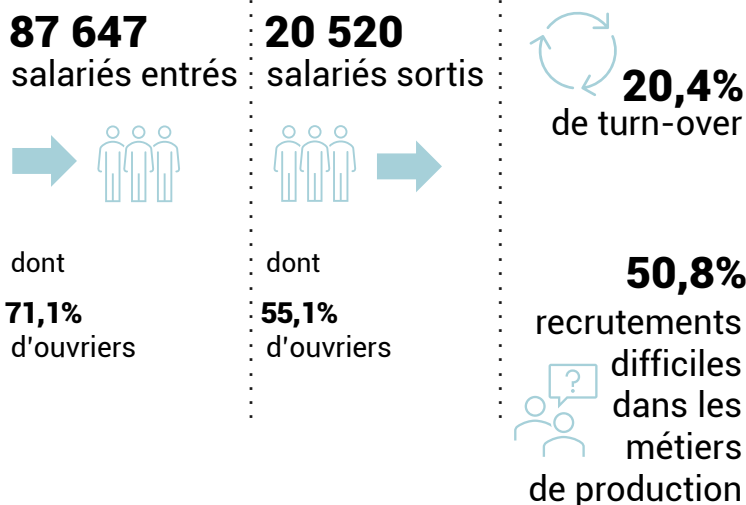 87 647
salariés entrés
dont
71,1%
d'ouvriers
20 520
salariés sortis
dont
55,1%
d'ouvriers
20,4%
de turn-over
50,8%
recrutements
difficiles
?
dans les
métiers
de production